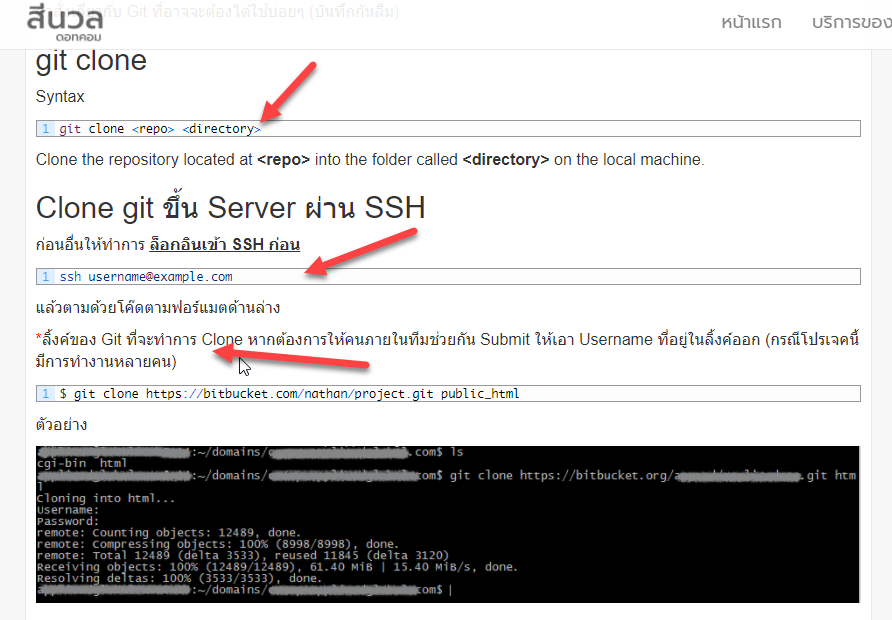 สีนวล
ดอทคอม
กับ Git ที่อาจจะต้องได้ใช้บ่อยๆ (บันทึกกันลืม)
หน้าแรก บริการของ
git clone
Syntax
1 git clone <repo> <directory>
Clone the repository located at <repo> into the folder called <directory> on the local machine.
Clone git ขึ้น Server ผ่าน SSH
ก่อนอื่นให้ทำการ ล็อกอินเข้า SSH ก่อน
1 ssh username@example.com
แล้วตามด้วยโค๊ดตามฟอร์แมตด้านล่าง
*ลิ้งค์ของ Git ที่จะทำการ Clone หากต้องการให้คนภายในทีมช่วยกัน Submit ให้เอา Username ที่อยู่ในลิ้งค์ออก (กรณีโปรเจคนี้
มีการทำงานหลายคน)
1 $ git clone https://bitbucket.com/nathan/project.git public_html
ตัวอย่าง
:~/domains/ .com$ ls
cgi-bin html
:~/domains/ om$ git clone https://bitbucket.org/ .git htm
l
Cloning into html...
Username:
Password:
remote: Counting objects: 12489, done.
remote: Compressing objects: 100% (8998/8998), done.
remote: Total 12489 (delta 3533), reused 11845 (delta 3120)
Receiving objects: 100% (12489/12489), 61.40 MiB | 15.40 MiB/s, done.
Resolving deltas: 100% (3533/3533), done.
:~/domains/ om$